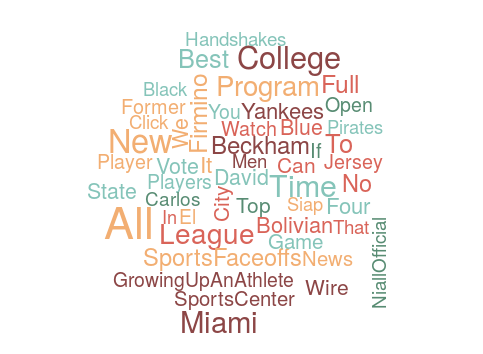 Handshakes
Best College
Black Firmino Program Full
Former You Yankees Open
Click We Watch Blue Pirates
New Beckham If To
Player It Men Can Jersey
Vote David
State Players Time No
Carlos City Top Siap Four
All In El Bolivian That
League Game
SportsFaceoffs News NiallOfficial
GrowingUpAnAthlete Wire
SportsCenter
Miami